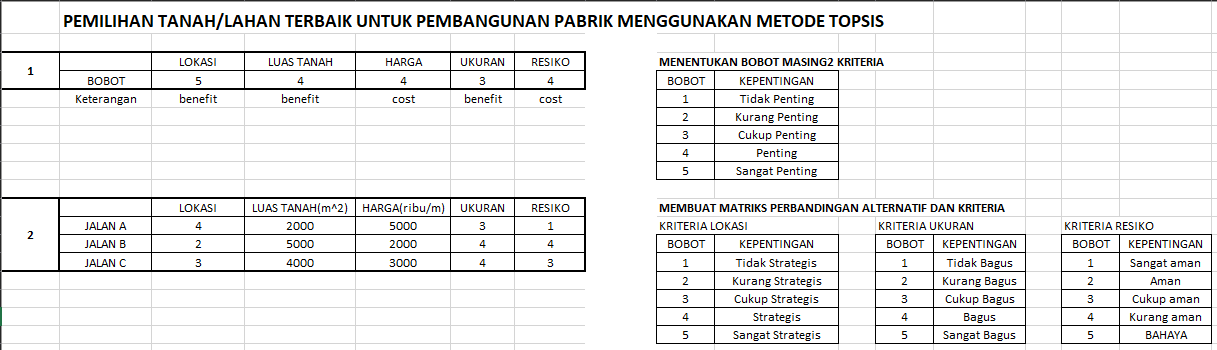 PEMILIHAN TANAH/LAHAN TERBAIK UNTUK PEMBANGUNAN PABRIK MENGGUNAKAN METODE TOPSIS
1
LOKASI LUAS TANAH HARGA UKURAN RESIKO
BOBOT 5 4 4 3 4
Keterangan benefit benefit cost benefit cost
MENENTUKAN BOBOT MASING2 KRITERIA
BOBOT KEPENTINGAN
1 Tidak Penting
2 Kurang Penting
3 Cukup Penting
4 Penting
5 Sangat Penting
2
LOKASI LUAS TANAH(m^2) HARGA(ribu/m) UKURAN RESIKO
JALAN A 4 2000 5000 3 1
JALAN B 2 5000 2000 4 4
JALAN C 3 4000 3000 4 3
MEMBUAT MATRIKS PERBANDINGAN ALTERNATIF DAN KRITERIA
KRITERIA LOKASI
BOBOT KEPENTINGAN
1 Tidak Strategis
2 Kurang Strategis
3 Cukup Strategis
4 Strategis
5 Sangat Strategis
KRITERIA UKURAN
BOBOT KEPENTINGAN
1 Tidak Bagus
2 Kurang Bagus
3 Cukup Bagus
4 Bagus
5 Sangat Bagus
KRITERIA RESIKO
BOBOT KEPENTINGAN
1 Sangat aman
2 Aman
3 Cukup aman
4 Kurang aman
5 BAHAYA